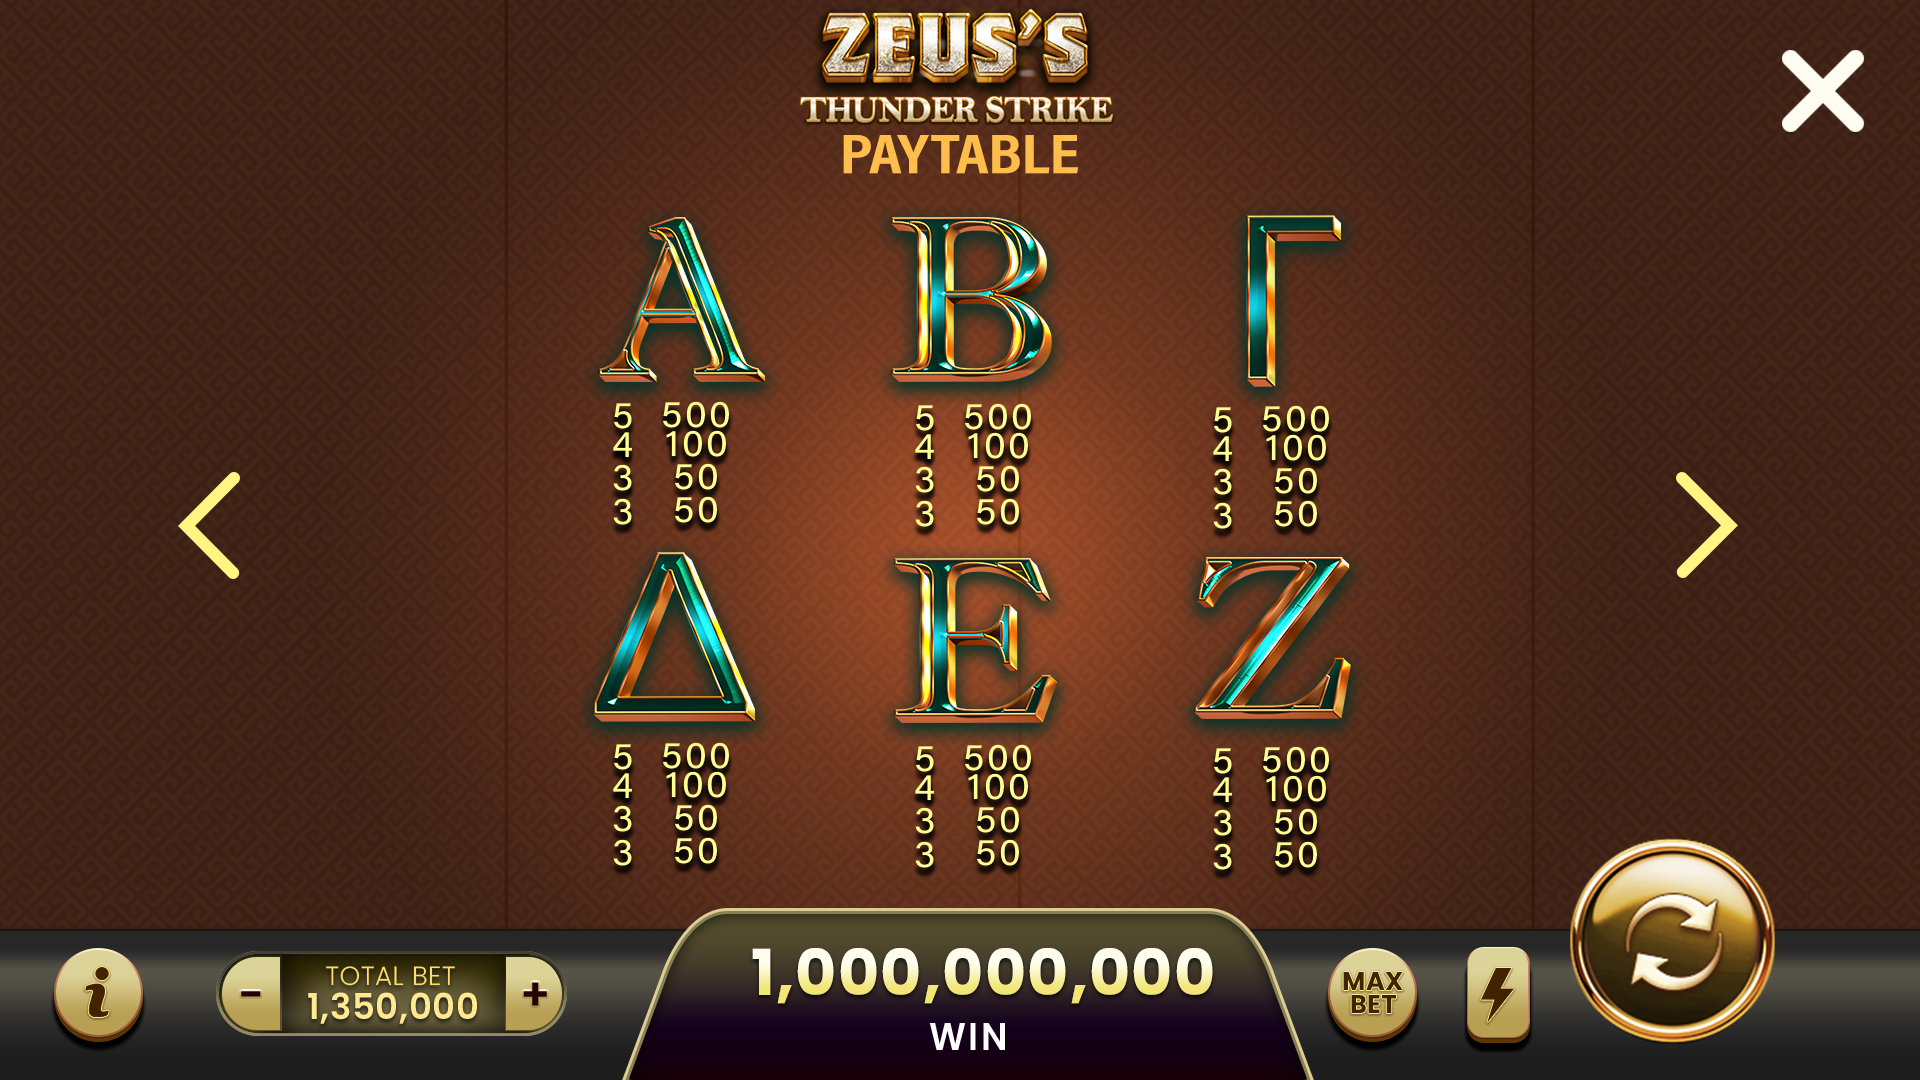 ZEUS'S
THUNDER STRIKE
PAYTABLE
Α Β Γ
5 500 5 500 5 500
4 100 4 100 4 100
3 50 3 50 3 50
3 50 3 50 3 50
Δ Ε Ζ
5 500 5 500 5 500
4 100 4 100 4 100
3 50 3 50 3 50
3 50 3 50 3 50
i
- TOTAL BET +
1,350,000
1,000,000,000
WIN
MAX
BET